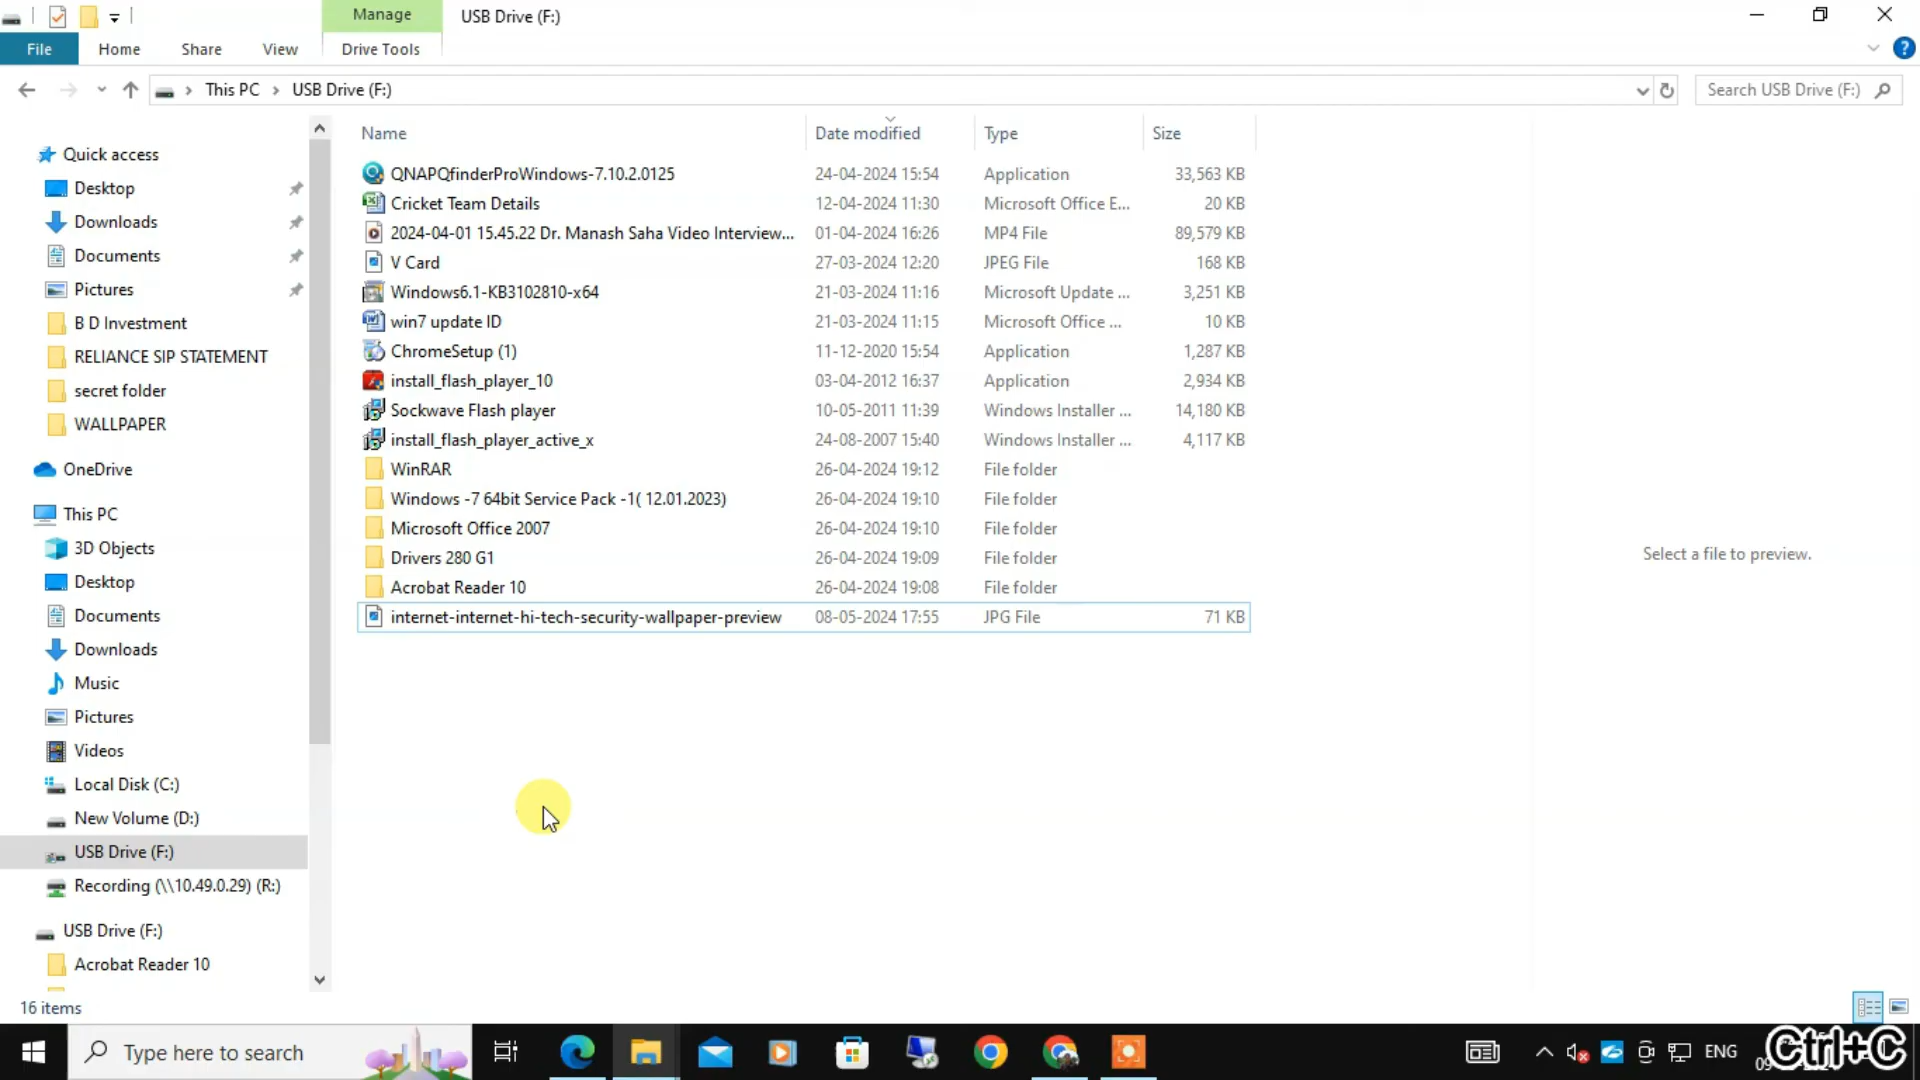 Manage
USB Drive (F:)
File
Home
Share
View
Drive Tools
This PC
USB Drive (F:)
Search USB Drive (F:)
Name
Date modified
Type
Size
Quick access
Desktop
Downloads
Documents
Pictures
B D Investment
RELIANCE SIP STATEMENT
secret folder
WALLPAPER
OneDrive
This PC
3D Objects
Desktop
Documents
Downloads
Music
Pictures
Videos
Local Disk (C:)
New Volume (D:)
USB Drive (F:)
Recording (\\10.49.0.29) (R:)
USB Drive (F:)
Acrobat Reader 10
QNAPQfinderProWindows-7.10.2.0125 24-04-2024 15:54 Application 33,563 KB
Cricket Team Details 12-04-2024 11:30 Microsoft Office E... 20 KB
2024-04-01 15.45.22 Dr. Manash Saha Video Interview... 01-04-2024 16:26 MP4 File 89,579 KB
V Card 27-03-2024 12:20 JPEG File 168 KB
Windows6.1-KB3102810-x64 21-03-2024 11:16 Microsoft Update ... 3,251 KB
win7 update ID 21-03-2024 11:15 Microsoft Office ... 10 KB
ChromeSetup (1) 11-12-2020 15:54 Application 1,287 KB
install_flash_player_10 03-04-2012 16:37 Application 2,934 KB
Sockwave Flash player 10-05-2011 11:39 Windows Installer ... 14,180 KB
install_flash_player_active_x 24-08-2007 15:40 Windows Installer ... 4,117 KB
WinRAR 26-04-2024 19:12 File folder
Windows -7 64bit Service Pack -1( 12.01.2023) 26-04-2024 19:10 File folder
Microsoft Office 2007 26-04-2024 19:10 File folder
Drivers 280 G1 26-04-2024 19:09 File folder
Acrobat Reader 10 26-04-2024 19:08 File folder
internet-internet-hi-tech-security-wallpaper-preview 08-05-2024 17:55 JPG File 71 KB
Select a file to preview.
16 items
Type here to search
ENG
Ctrl+C